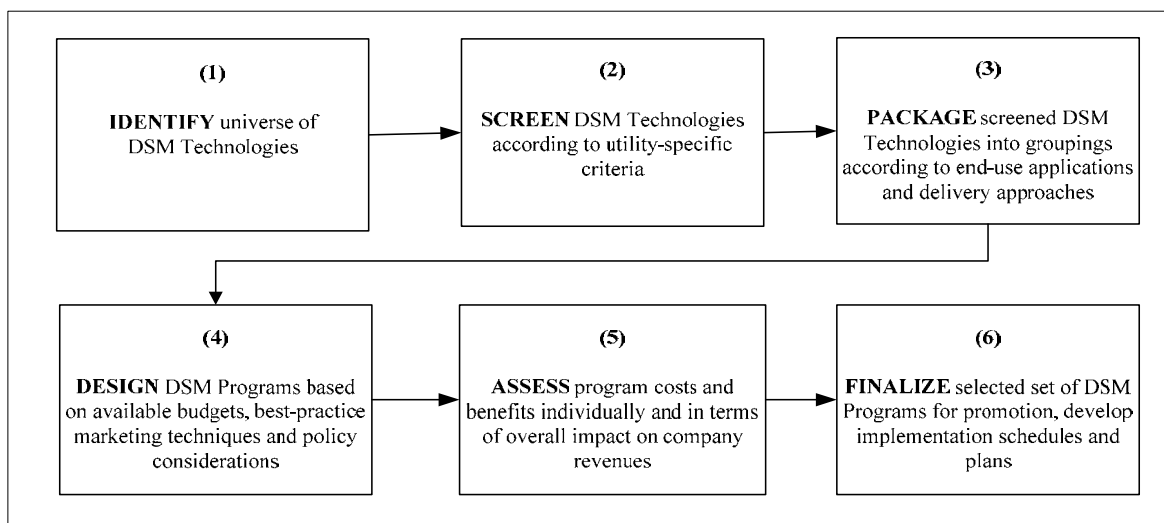 (1)
IDENTIFY universe of
DSM Technologies
(2)
SCREEN DSM Technologies
according to utility-specific
criteria
(3)
PACKAGE screened DSM
Technologies into groupings
according to end-use applications
and delivery approaches
(4)
DESIGN DSM Programs based
on available budgets, best-practice
marketing techniques and policy
considerations
(5)
ASSESS program costs and
benefits individually and in terms
of overall impact on company
revenues
(6)
FINALIZE selected set of DSM
Programs for promotion, develop
implementation schedules and
plans